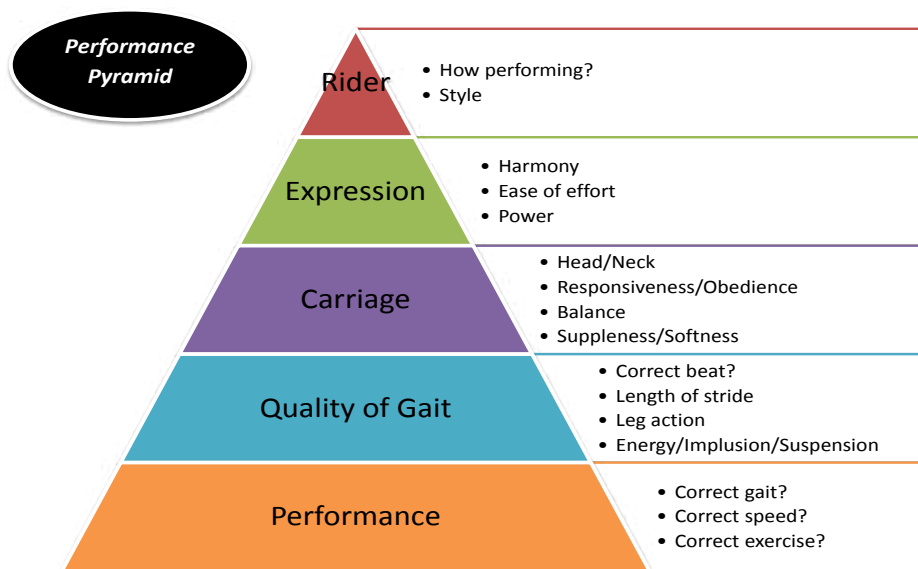 Performance
Pyramid
Rider
• How performing?
• Style
Expression
• Harmony
• Ease of effort
• Power
Carriage
• Head/Neck
• Responsiveness/Obedience
• Balance
• Suppleness/Softness
Quality of Gait
• Correct beat?
• Length of stride
• Leg action
• Energy/Implusion/Suspension
Performance
• Correct gait?
• Correct speed?
• Correct exercise?